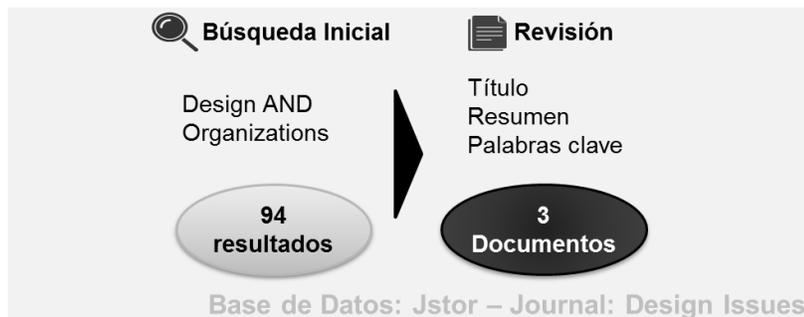 Búsqueda Inicial
Design AND
Organizations
94
resultados
Revisión
Título
Resumen
Palabras clave
3
Documentos
Base de Datos: Jstor – Journal: Design Issues